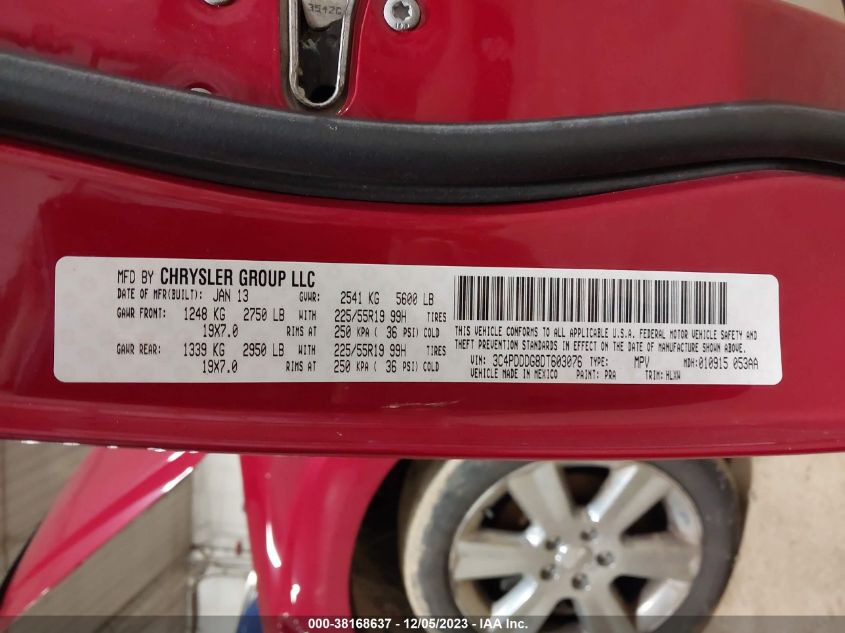 35426
MFD BY CHRYSLER GROUP LLC
DATE OF MFR(BUILT): JAN 13 GVWR: 2541 KG 5600 LB
GAWR FRONT: 1248 KG 2750 LB WITH 225/55R19 99H TIRES
19X7.0 RIMS AT 250 KPA ( 36 PSI) COLD
GAWR REAR: 1339 KG 2950 LB WITH 225/55R19 99H TIRES
19X7.0 RIMS AT 250 KPA ( 36 PSI) COLD
THIS VEHICLE CONFORMS TO ALL APPLICABLE U.S.A. FEDERAL MOTOR VEHICLE SAFETY AND
THEFT PREVENTION STANDARDS IN EFFECT ON THE DATE OF MANUFACTURE SHOWN ABOVE.
VIN: 3C4PDDDG8DT603076 TYPE: MPV MDH: 010915 053AA
VEHICLE MADE IN MEXICO PAINT: PRA TRIM: HLXW
000-38168637 - 12/05/2023 - IAA Inc.